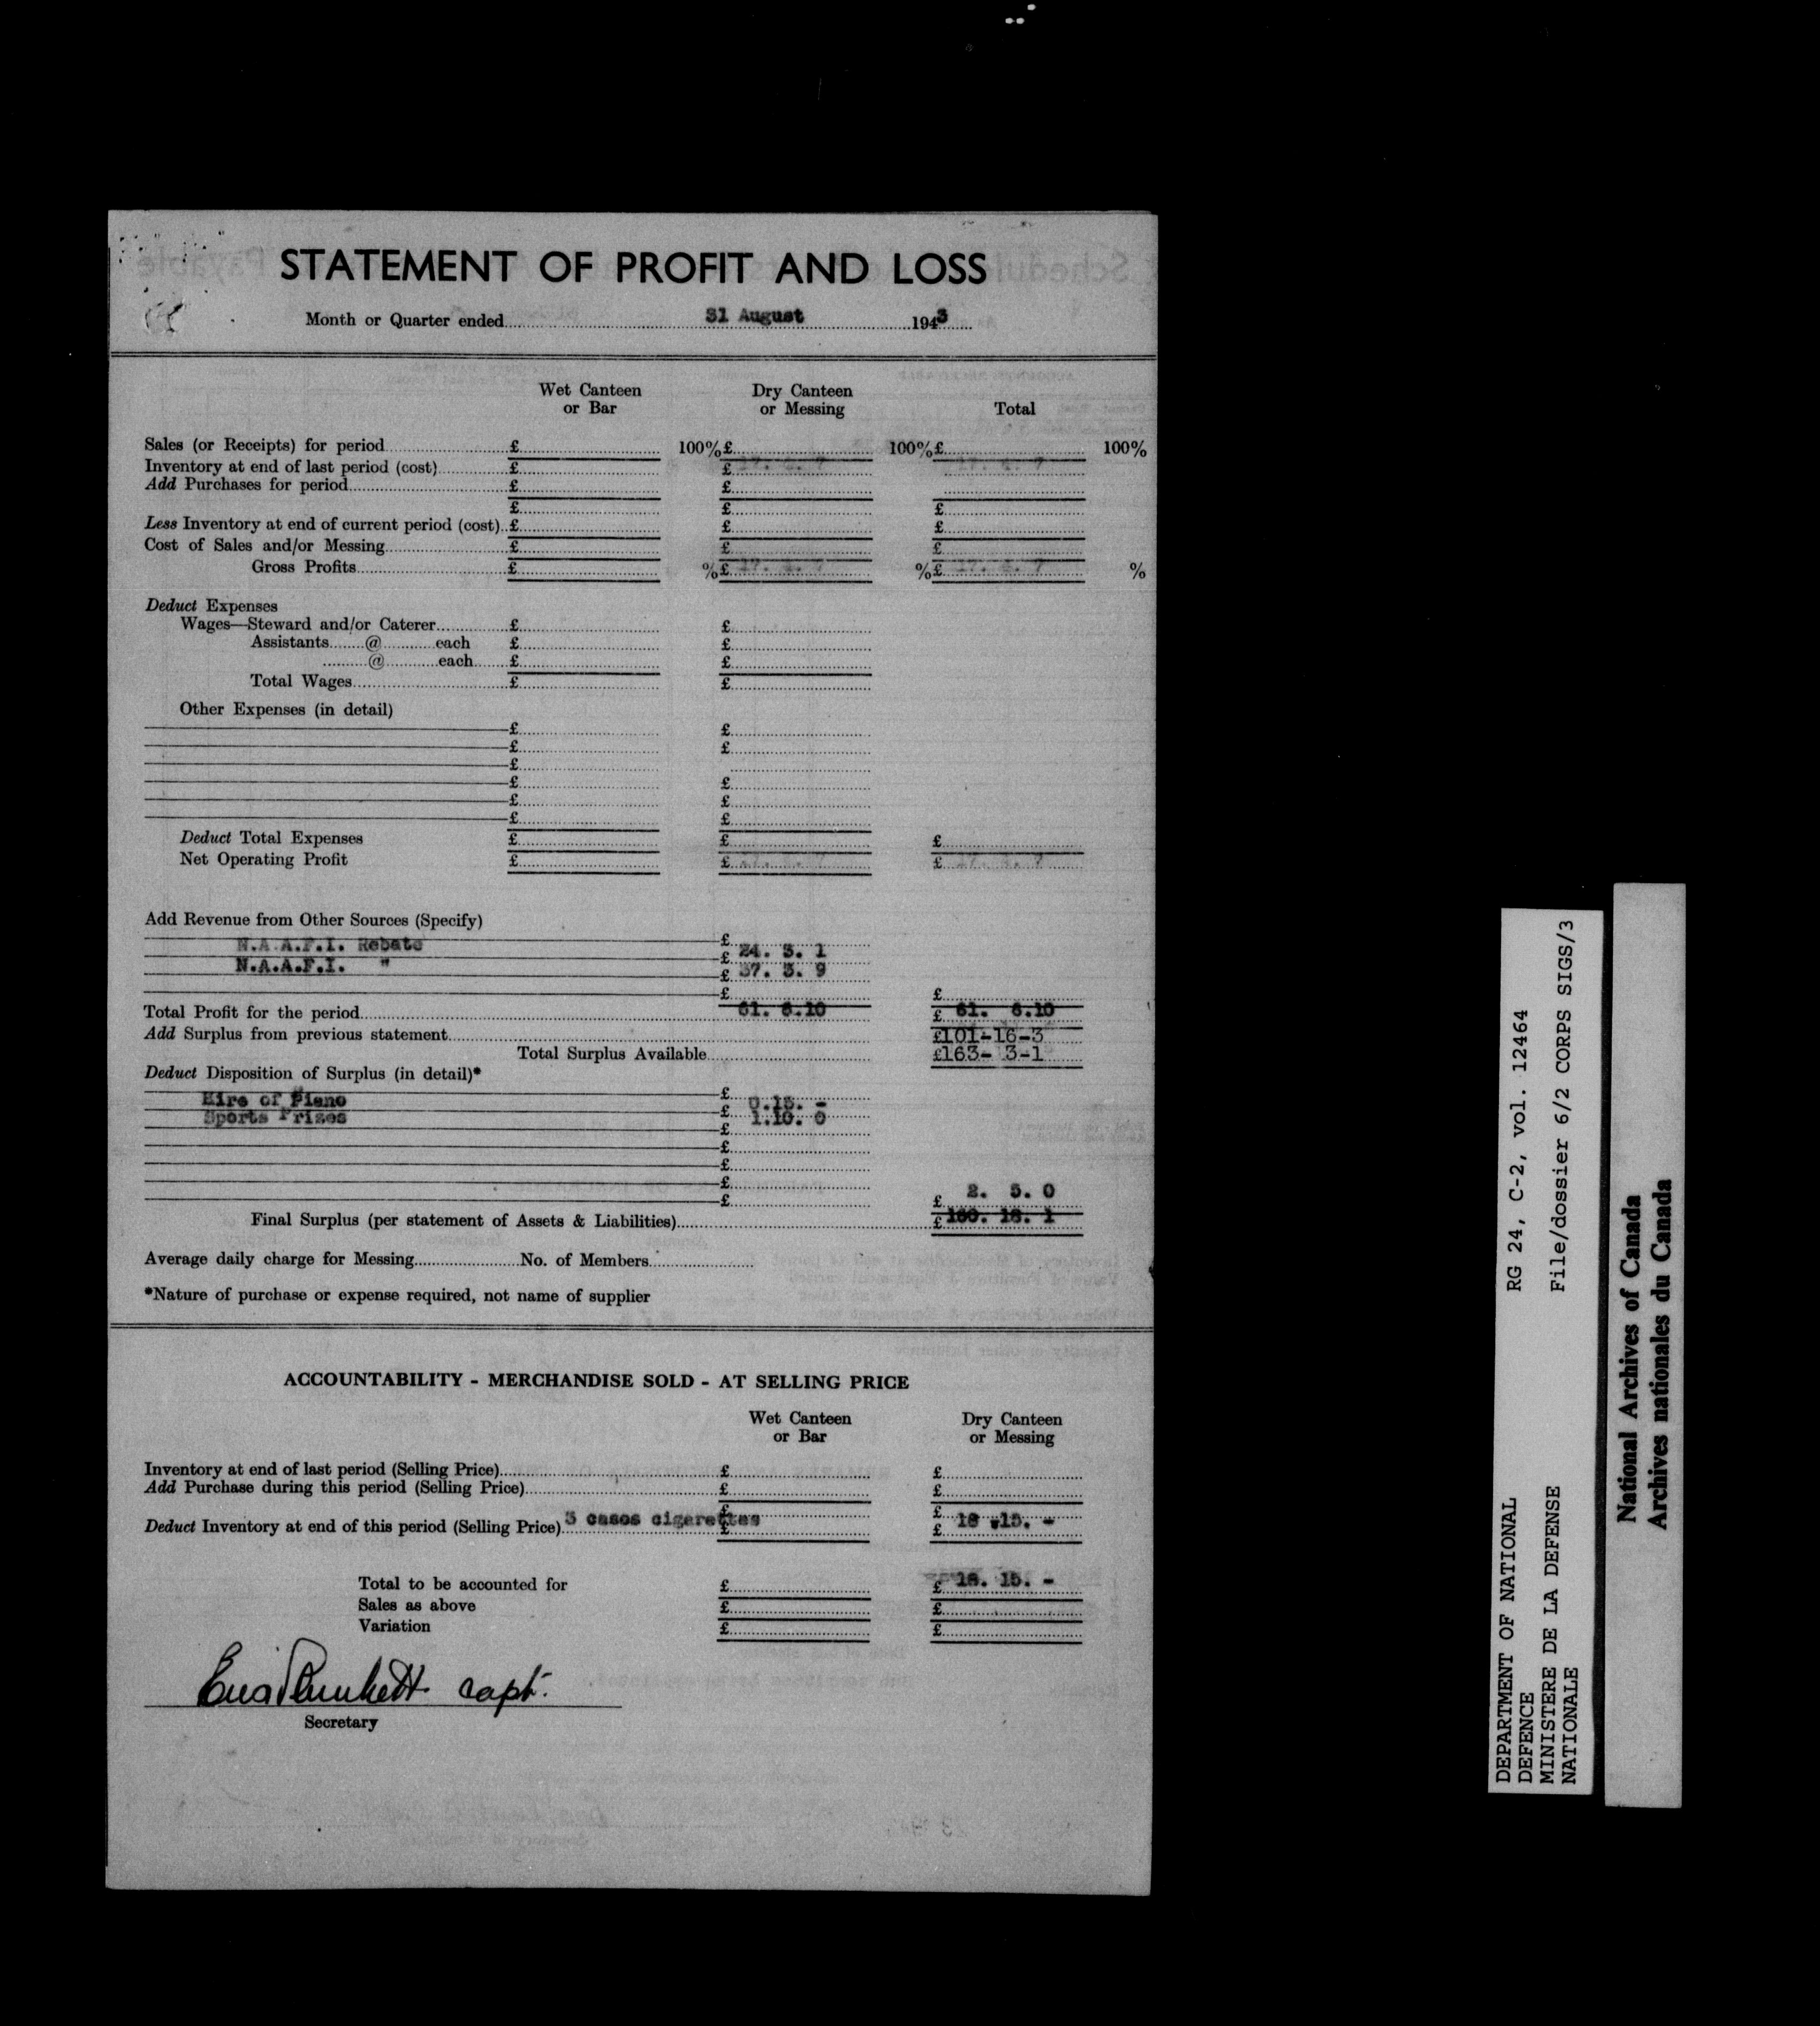 STATEMENT OF PROFIT AND LOSS
Month or Quarter ended 31 August 1943
Wet Canteen or Bar Dry Canteen or Messing Total
Sales (or Receipts) for period £ 100% £ 100% £ 100%
Inventory at end of last period (cost) £ £
Add Purchases for period £ £
£ £ £
Less Inventory at end of current period (cost) £ £ £
Cost of Sales and/or Messing £ £ £
Gross Profits £ % £ % £ %
Deduct Expenses
Wages—Steward and/or Caterer £ £
Assistants @ each £ £
@ each £ £
Total Wages £ £
Other Expenses (in detail)
£ £
£ £
£
£ £
£ £
£ £
Deduct Total Expenses £ £ £
Net Operating Profit £ £ £
Add Revenue from Other Sources (Specify)
£
N.A.A.F.I. Rebate £ 24. 3. 1
N.A.A.F.I. " £ 37. 3. 9
£ £
Total Profit for the period 61. 6.10 £ 61. 6.10
Add Surplus from previous statement £101-16-3
Total Surplus Available £163- 3-1
Deduct Disposition of Surplus (in detail)*
£
Hire of Piano £ 0.15. -
Sports Prizes 1.10. 0
£
£
£
£ 2. 5. 0
£ £
Final Surplus (per statement of Assets & Liabilities) £ 160. 18. 1
Average daily charge for Messing No. of Members
*Nature of purchase or expense required, not name of supplier
ACCOUNTABILITY - MERCHANDISE SOLD - AT SELLING PRICE
Wet Canteen or Bar Dry Canteen or Messing
Inventory at end of last period (Selling Price) £ £
Add Purchase during this period (Selling Price) £ £
£ £
Deduct Inventory at end of this period (Selling Price) 3 cases cigarettes £ £ 18 .15. -
Total to be accounted for £ £ 18. 15. -
Sales as above £ £
Variation £ £
capt.
Secretary
DEPARTMENT OF NATIONAL DEFENCE
MINISTERE DE LA DEFENSE NATIONALE
RG 24, C-2, vol. 12464
File/dossier 6/2 CORPS SIGS/3
National Archives of Canada
Archives nationales du Canada